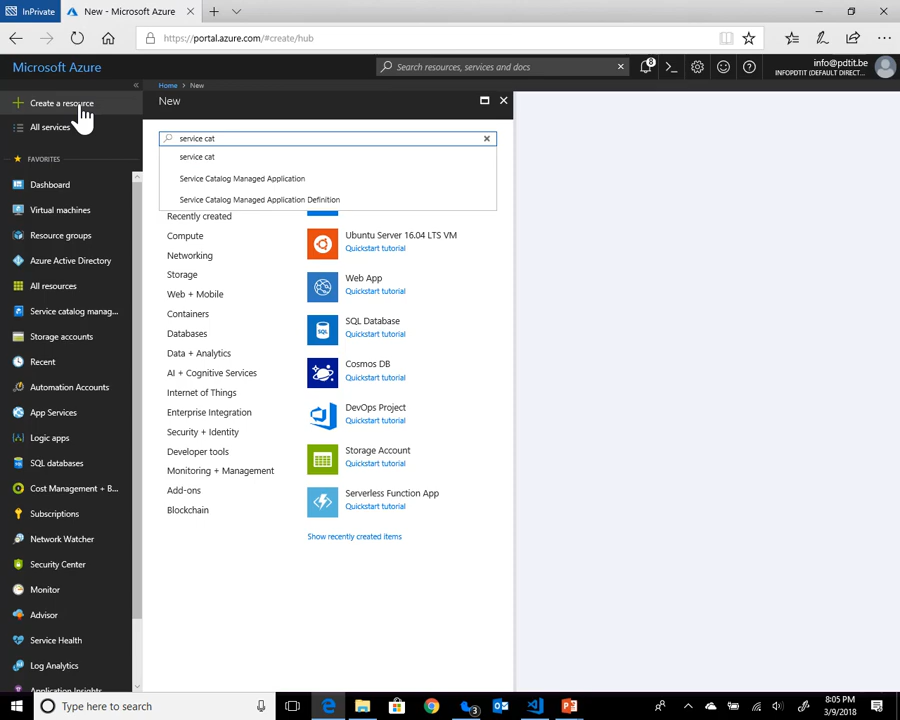 InPrivate
New - Microsoft Azure
https://portal.azure.com/#create/hub
Microsoft Azure
Search resources, services and docs
8
info@pdtit.be
INFOPDTIT (DEFAULT DIRECT...
Create a resource
All services
FAVORITES
Dashboard
Virtual machines
Resource groups
Azure Active Directory
All resources
Service catalog manag...
Storage accounts
Recent
Automation Accounts
App Services
Logic apps
SQL databases
Cost Management + B...
Subscriptions
Network Watcher
Security Center
Monitor
Advisor
Service Health
Log Analytics
Application Insights
Home > New
New
service cat
service cat
Service Catalog Managed Application
Service Catalog Managed Application Definition
Recently created
Compute
Networking
Storage
Web + Mobile
Containers
Databases
Data + Analytics
AI + Cognitive Services
Internet of Things
Enterprise Integration
Security + Identity
Developer tools
Monitoring + Management
Add-ons
Blockchain
Ubuntu Server 16.04 LTS VM
Quickstart tutorial
Web App
Quickstart tutorial
SQL
SQL Database
Quickstart tutorial
Cosmos DB
Quickstart tutorial
DevOps Project
Quickstart tutorial
Storage Account
Quickstart tutorial
Serverless Function App
Quickstart tutorial
Show recently created items
Type here to search
3
8:05 PM
3/9/2018